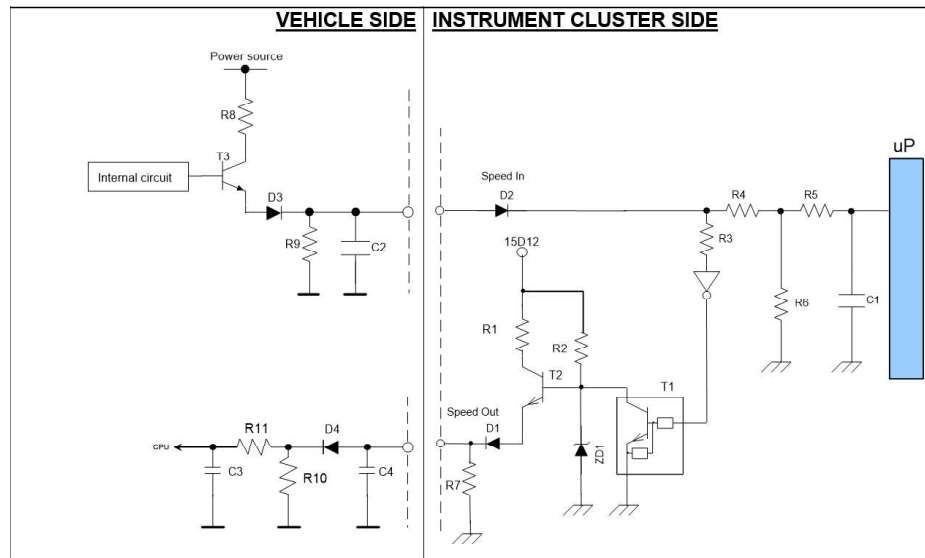 VEHICLE SIDE
INSTRUMENT CLUSTER SIDE
Power source
R8
T3
Internal circuit
D3
R9
C2
Speed In
D2
R4
R5
uP
R3
15D12
R6
C1
R1
R2
T2
T1
Speed Out
D1
ZD1
R7
R11
D4
CPU
C3
R10
C4